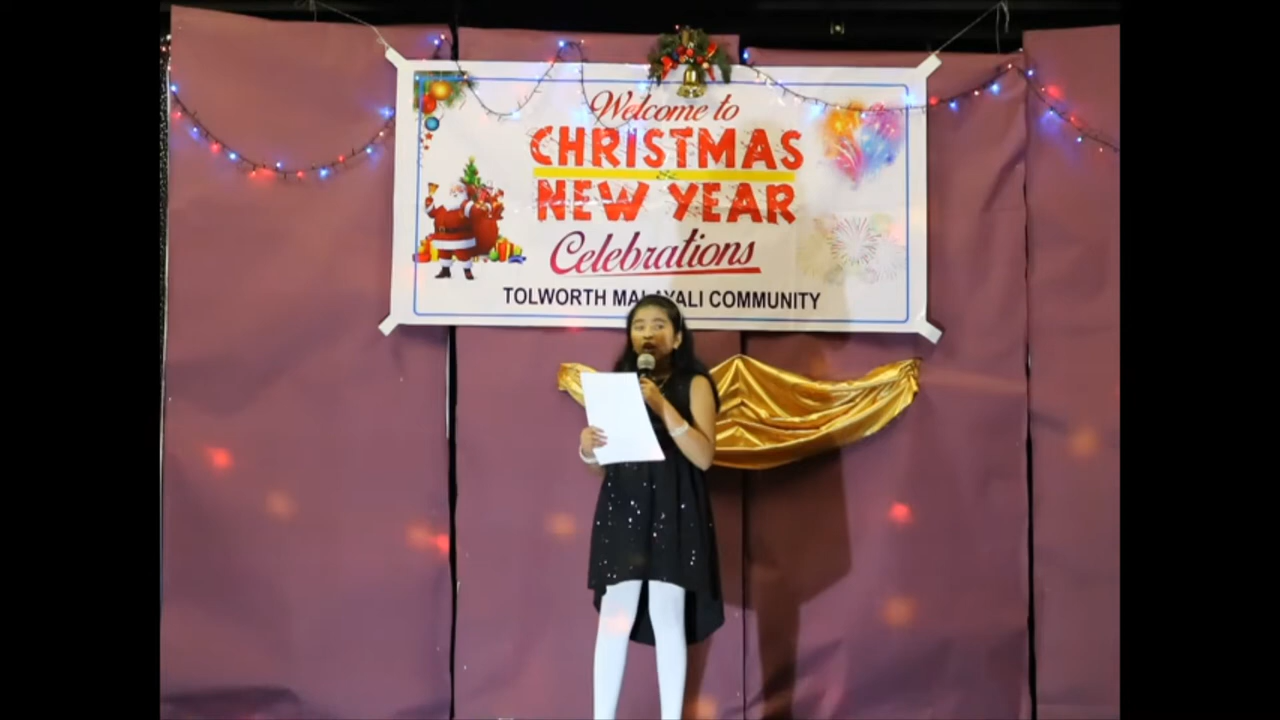 Welcome to
CHRISTMAS
NEW YEAR
Celebrations
TOLWORTH MALAYALI COMMUNITY